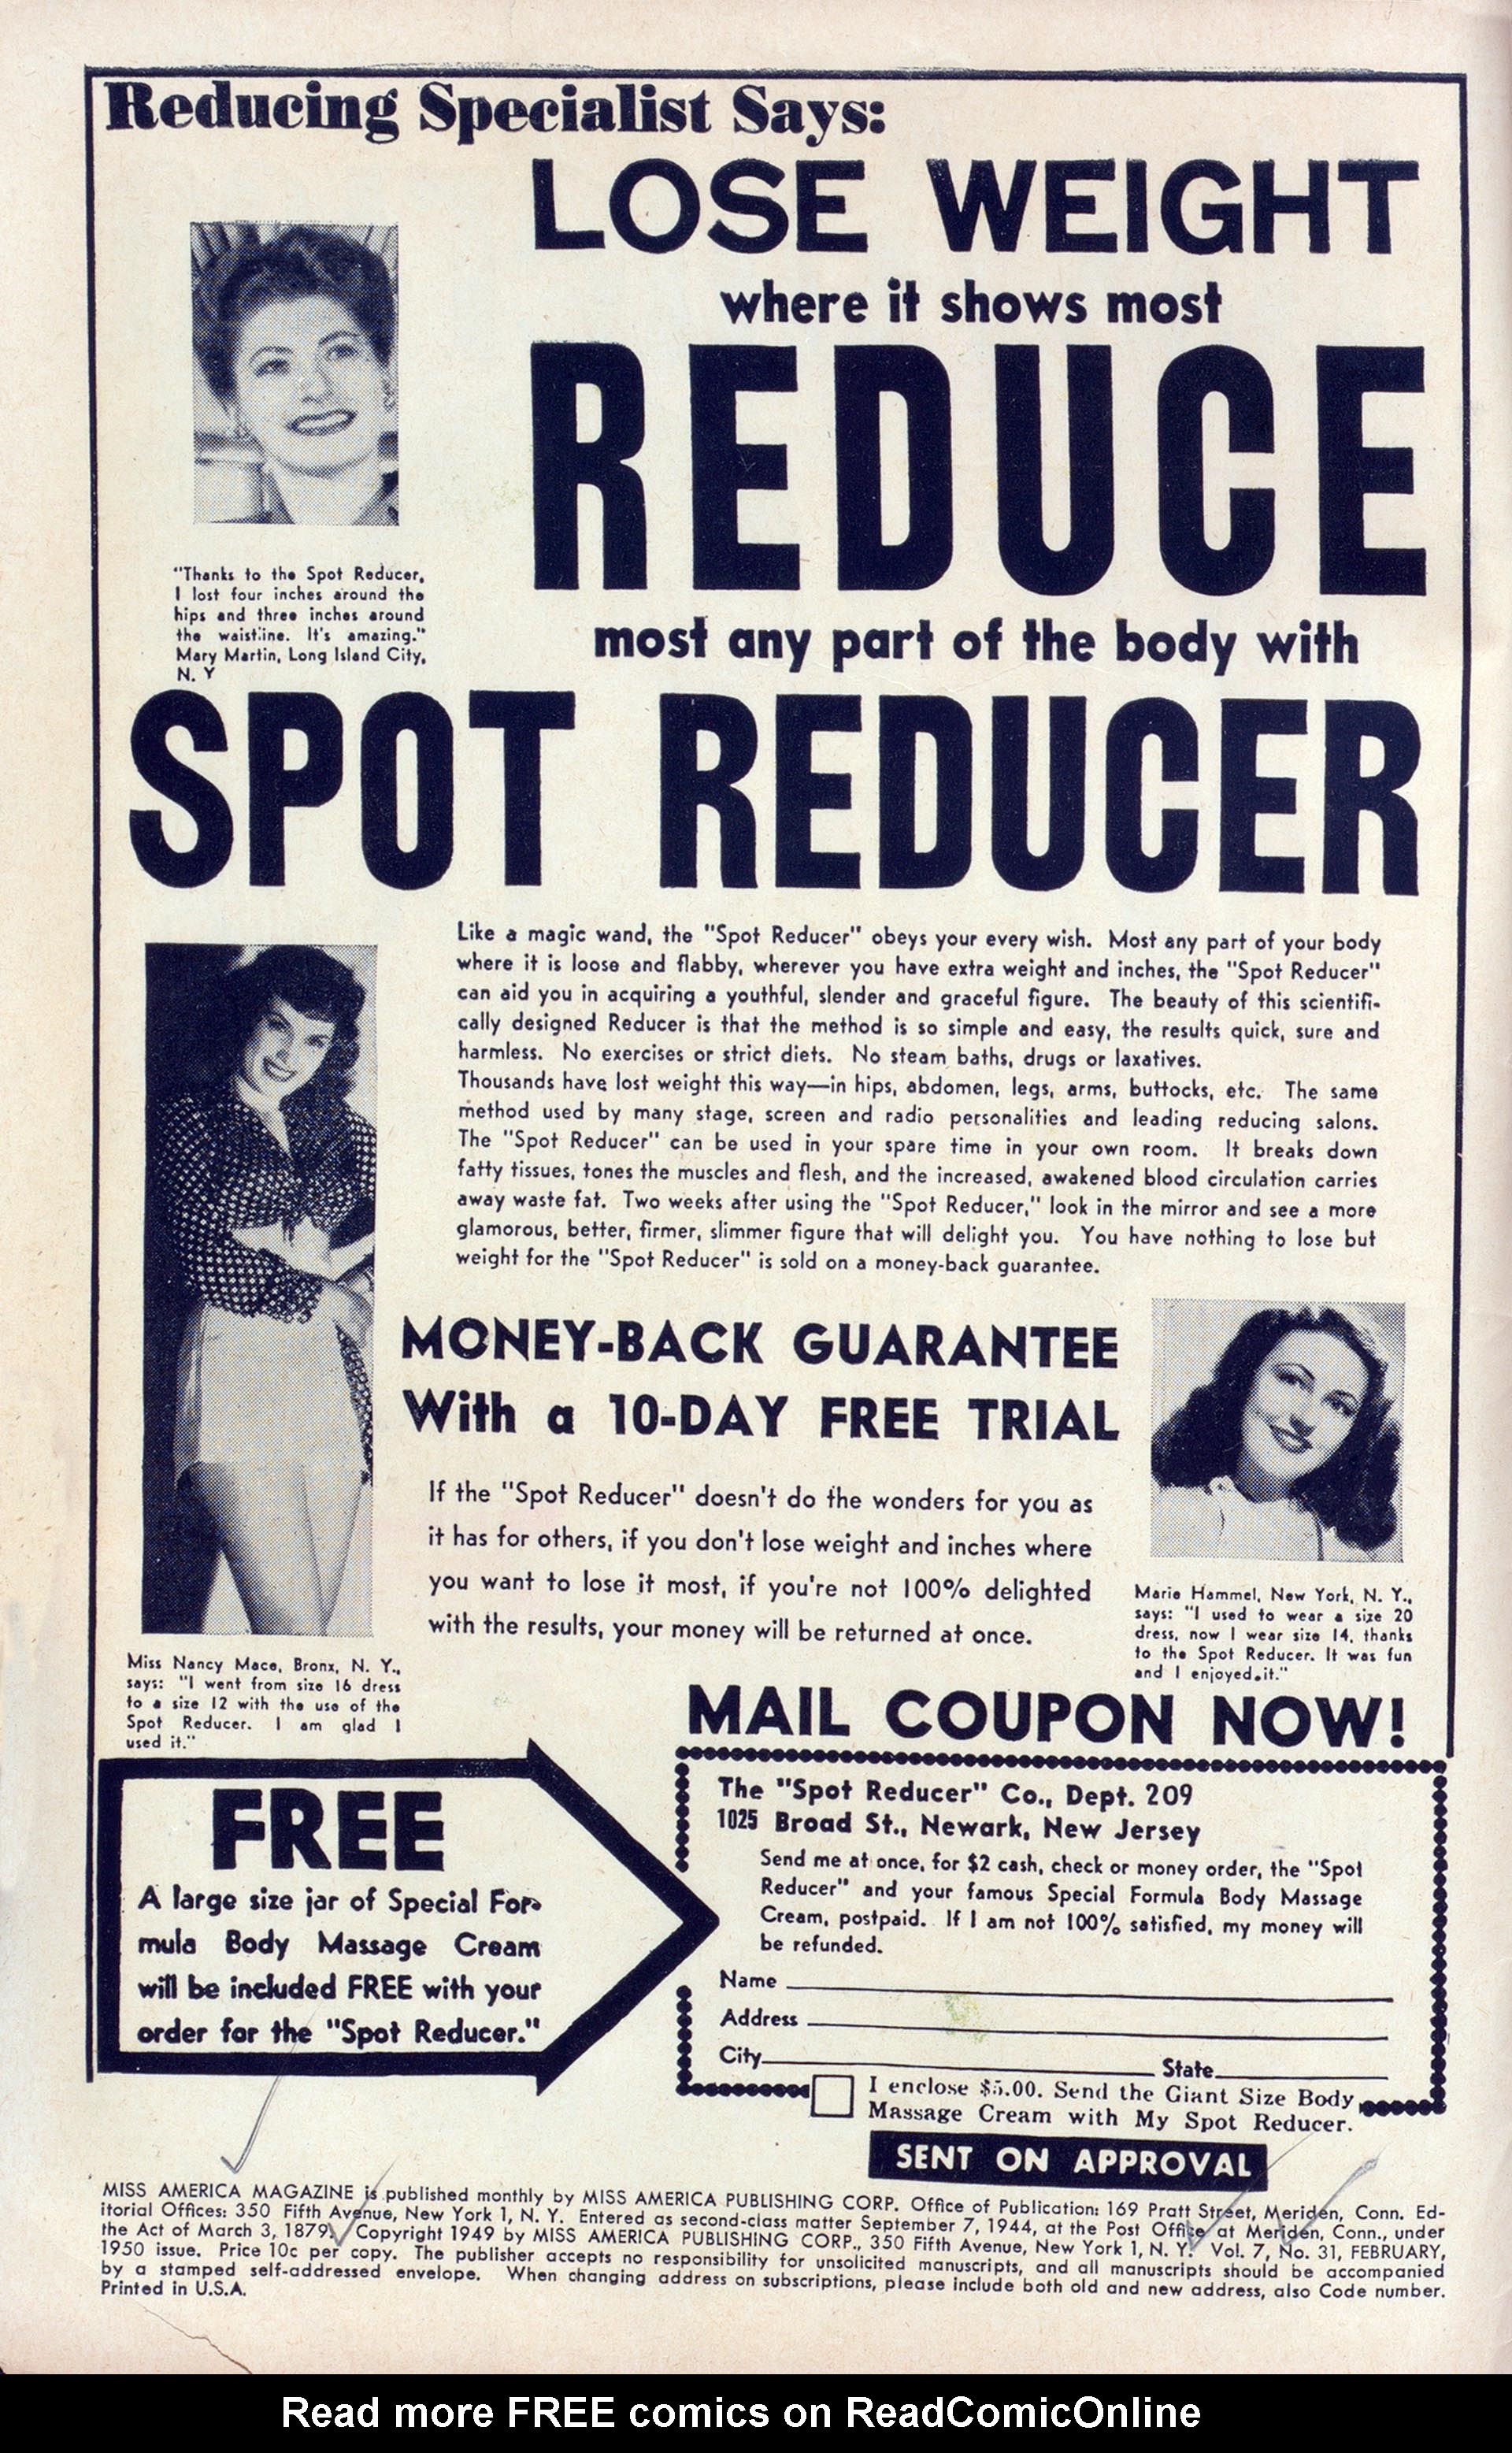 Reducing Specialist Says:
LOSE WEIGHT
where it shows most
REDUCE
most any part of the body with
SPOT REDUCER
"Thanks to the Spot Reducer,
I lost four inches around the
hips and three inches around
the waistline. It's amazing."
Mary Martin, Long Island City,
N. Y
Like a magic wand, the "Spot Reducer" obeys your every wish. Most any part of your body
where it is loose and flabby, wherever you have extra weight and inches, the "Spot Reducer"
can aid you in acquiring a youthful, slender and graceful figure. The beauty of this scientifi-
cally designed Reducer is that the method is so simple and easy, the results quick, sure and
harmless. No exercises or strict diets. No steam baths, drugs or laxatives.
Thousands have lost weight this way—in hips, abdomen, legs, arms, buttocks, etc. The same
method used by many stage, screen and radio personalities and leading reducing salons.
The "Spot Reducer" can be used in your spare time in your own room. It breaks down
fatty tissues, tones the muscles and flesh, and the increased, awakened blood circulation carries
away waste fat. Two weeks after using the "Spot Reducer," look in the mirror and see a more
glamorous, better, firmer, slimmer figure that will delight you. You have nothing to lose but
weight for the "Spot Reducer" is sold on a money-back guarantee.
MONEY-BACK GUARANTEE
With a 10-DAY FREE TRIAL
If the "Spot Reducer" doesn't do the wonders for you as
it has for others, if you don't lose weight and inches where
you want to lose it most, if you're not 100% delighted
with the results, your money will be returned at once.
Marie Hammel, New York, N. Y.,
says: "I used to wear a size 20
dress, now I wear size 14, thanks
to the Spot Reducer. It was fun
and I enjoyed it."
Miss Nancy Mace, Bronx, N. Y.,
says: "I went from size 16 dress
to a size 12 with the use of the
Spot Reducer. I am glad I
used it."
MAIL COUPON NOW!
FREE
A large size jar of Special For-
mula Body Massage Cream
will be included FREE with your
order for the "Spot Reducer."
The "Spot Reducer" Co., Dept. 209
1025 Broad St., Newark, New Jersey
Send me at once, for $2 cash, check or money order, the "Spot
Reducer" and your famous Special Formula Body Massage
Cream, postpaid. If I am not 100% satisfied, my money will
be refunded.
Name
Address
City State
I enclose $5.00. Send the Giant Size Body
Massage Cream with My Spot Reducer.
SENT ON APPROVAL
MISS AMERICA MAGAZINE is published monthly by MISS AMERICA PUBLISHING CORP. Office of Publication: 169 Pratt Street, Meriden, Conn. Ed-
itorial Offices: 350 Fifth Avenue, New York 1, N. Y. Entered as second-class matter September 7, 1944, at the Post Office at Meriden, Conn., under
the Act of March 3, 1879. Copyright 1949 by MISS AMERICA PUBLISHING CORP., 350 Fifth Avenue, New York 1, N. Y. Vol. 7, No. 31, FEBRUARY,
1950 issue. Price 10c per copy. The publisher accepts no responsibility for unsolicited manuscripts, and all manuscripts should be accompanied
by a stamped self-addressed envelope. When changing address on subscriptions, please include both old and new address, also Code number.
Printed in U.S.A.
Read more FREE comics on ReadComicOnline